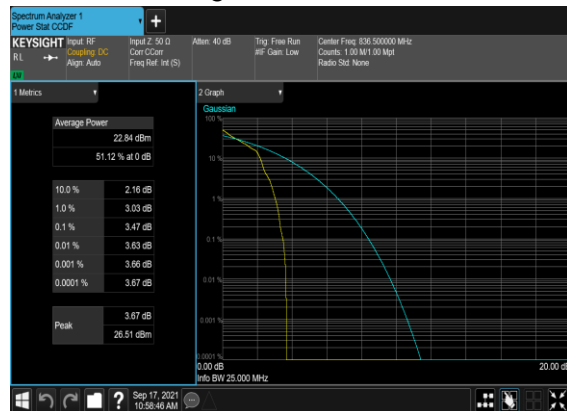 Spectrum Analyzer 1
Power Stat CCDF
KEYSIGHT
RL
Input: RF
Coupling: DC
Align: Auto
Input Z: 50 Ω
Corr CCorr
Freq Ref: Int (S)
Atten: 40 dB
Trig: Free Run
#IF Gain: Low
Center Freq: 836.500000 MHz
Counts: 1.00 M/1.00 Mpt
Radio Std: None
1 Metrics
2 Graph
Gaussian
Average Power
22.84 dBm
51.12 % at 0 dB
10.0 % 2.16 dB
1.0 % 3.03 dB
0.1 % 3.47 dB
0.01 % 3.63 dB
0.001 % 3.66 dB
0.0001 % 3.67 dB
Peak
3.67 dB
26.51 dBm
100 %
10 %
1 %
0.1 %
0.01 %
0.001 %
0.0001 %
0.00 dB
20.00 dB
Info BW 25.000 MHz
?
Sep 17, 2021
10:58:46 AM